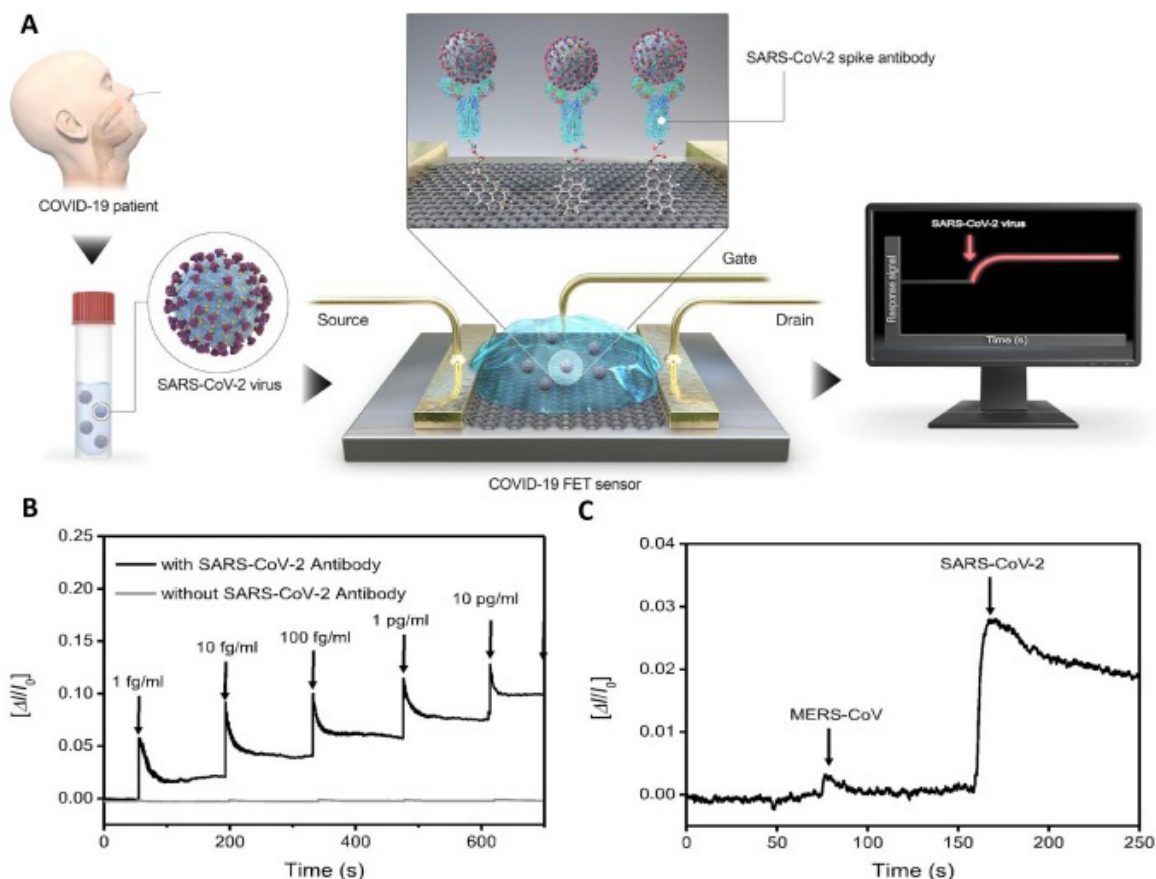 A
SARS-CoV-2 spike antibody
COVID-19 patient
SARS-CoV-2 virus
Response signal
Time (s)
Gate
Source
Drain
SARS-CoV-2 virus
COVID-19 FET sensor
B
0.25
0.20
0.15
0.10
0.05
0.00
[ΔI/I₀]
with SARS-CoV-2 Antibody
without SARS-CoV-2 Antibody
1 fg/ml
10 fg/ml
100 fg/ml
1 pg/ml
10 pg/ml
0
200
400
600
Time (s)
C
0.04
0.03
0.02
0.01
0.00
[ΔI/I₀]
SARS-CoV-2
MERS-CoV
0
50
100
150
200
250
Time (s)